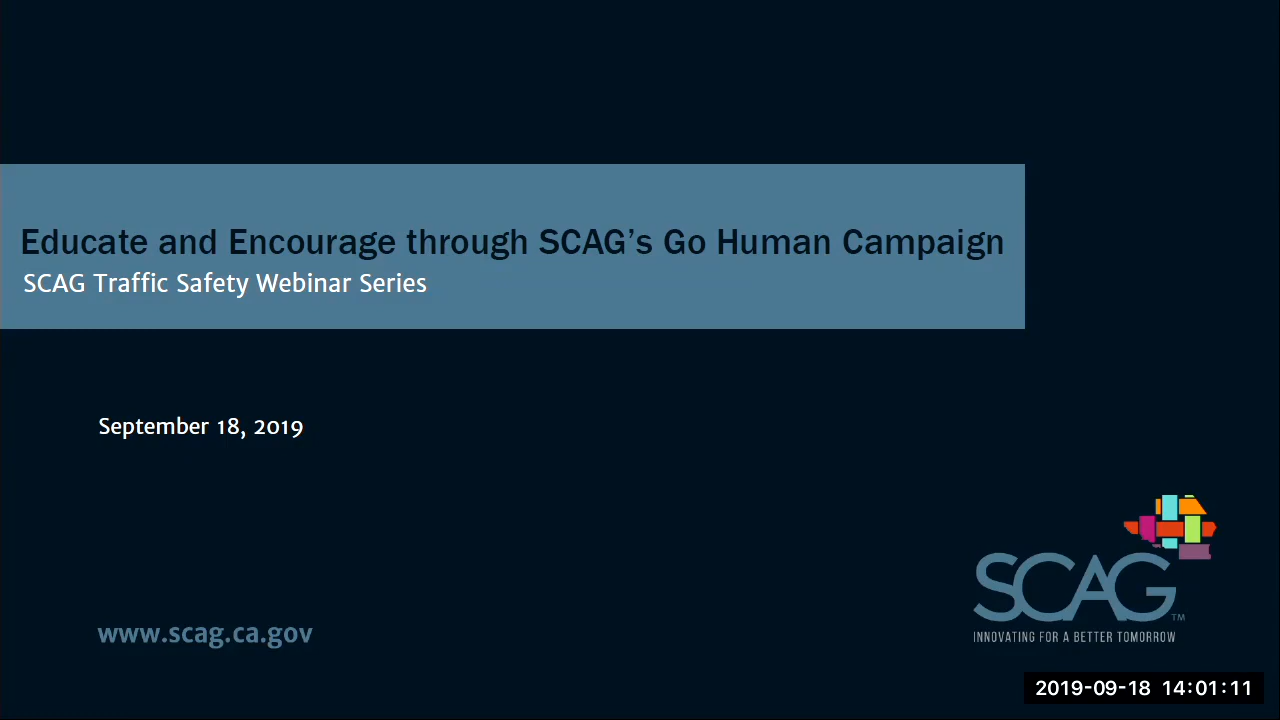 Educate and Encourage through SCAG’s Go Human Campaign
SCAG Traffic Safety Webinar Series
September 18, 2019
www.scag.ca.gov
SCAG™
INNOVATING FOR A BETTER TOMORROW
2019-09-18 14:01:11